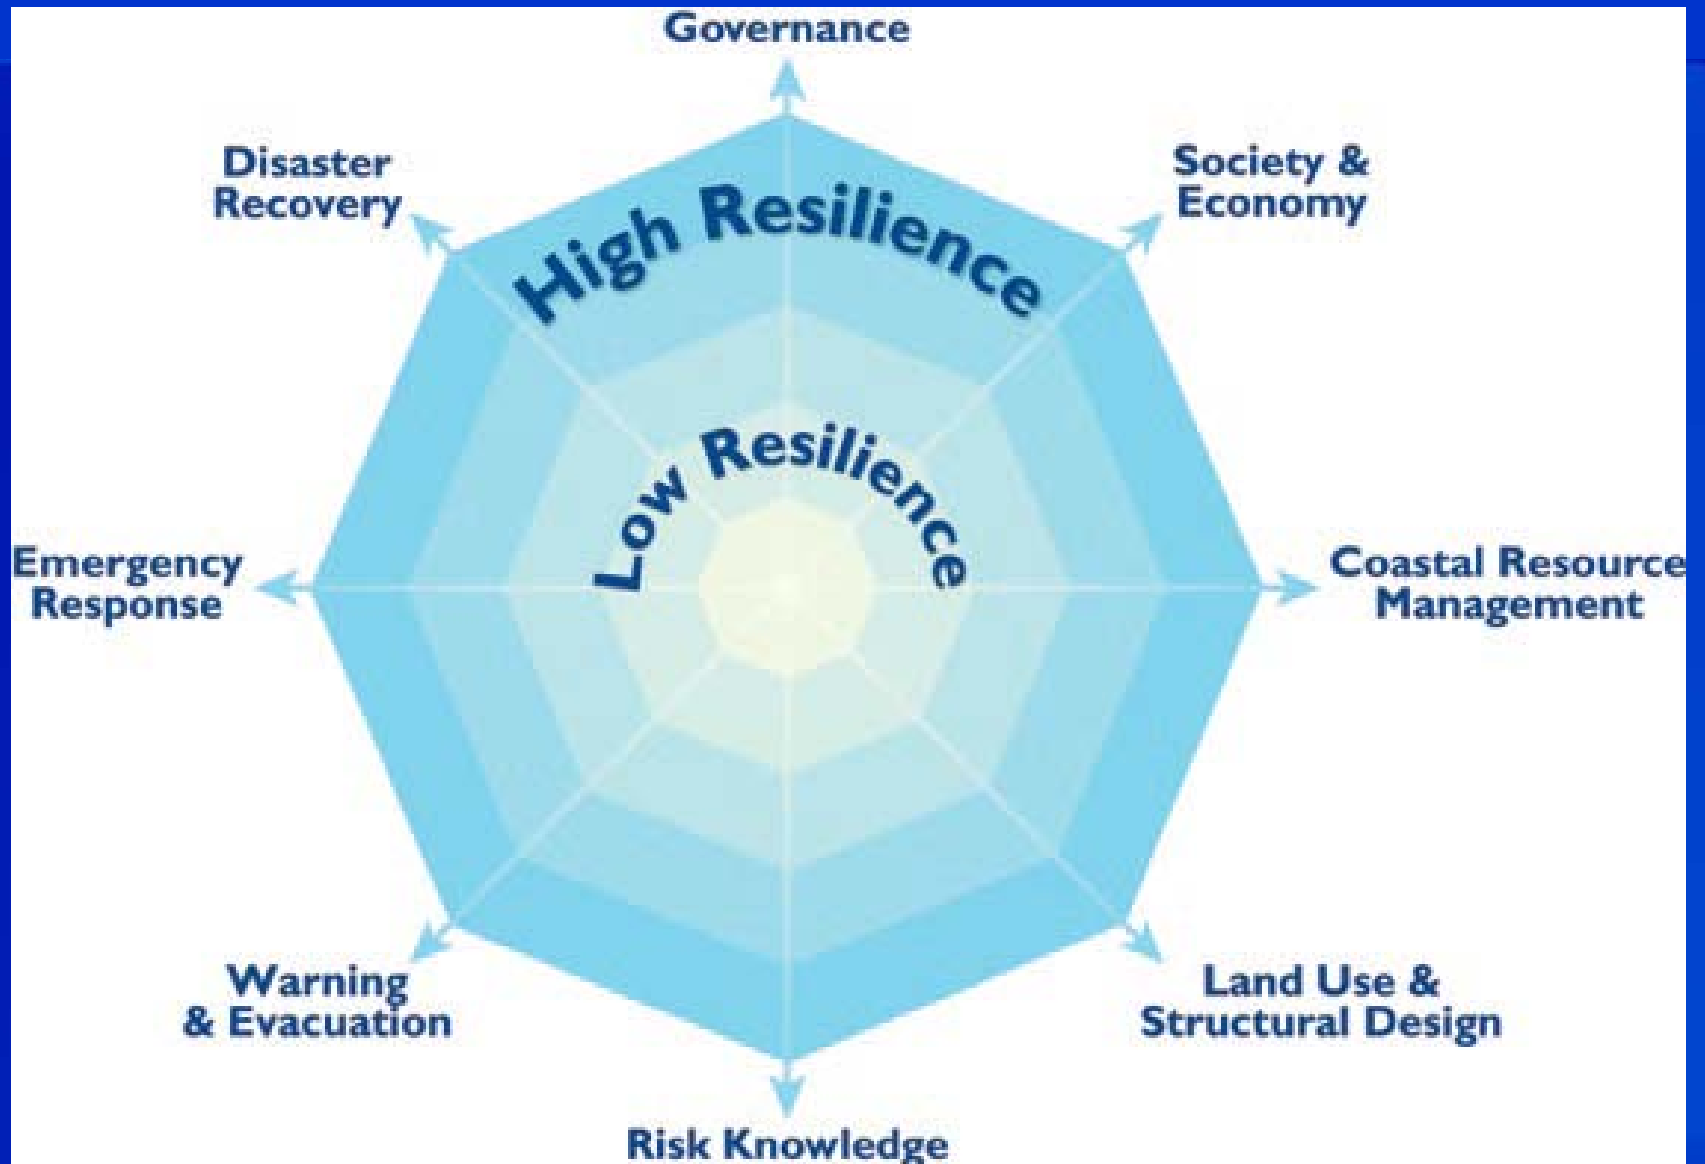 Governance
Disaster
Recovery
Society &
Economy
High Resilience
Low Resilience
Emergency
Response
Coastal Resource
Management
Warning
& Evacuation
Land Use &
Structural Design
Risk Knowledge